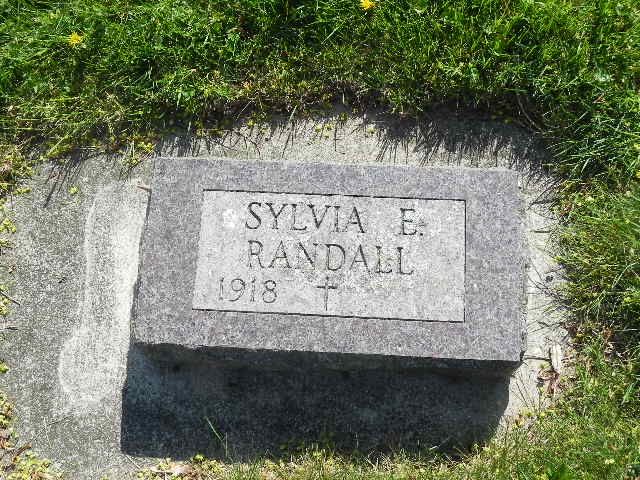 SYLVIA E.
RANDALL
1918 †